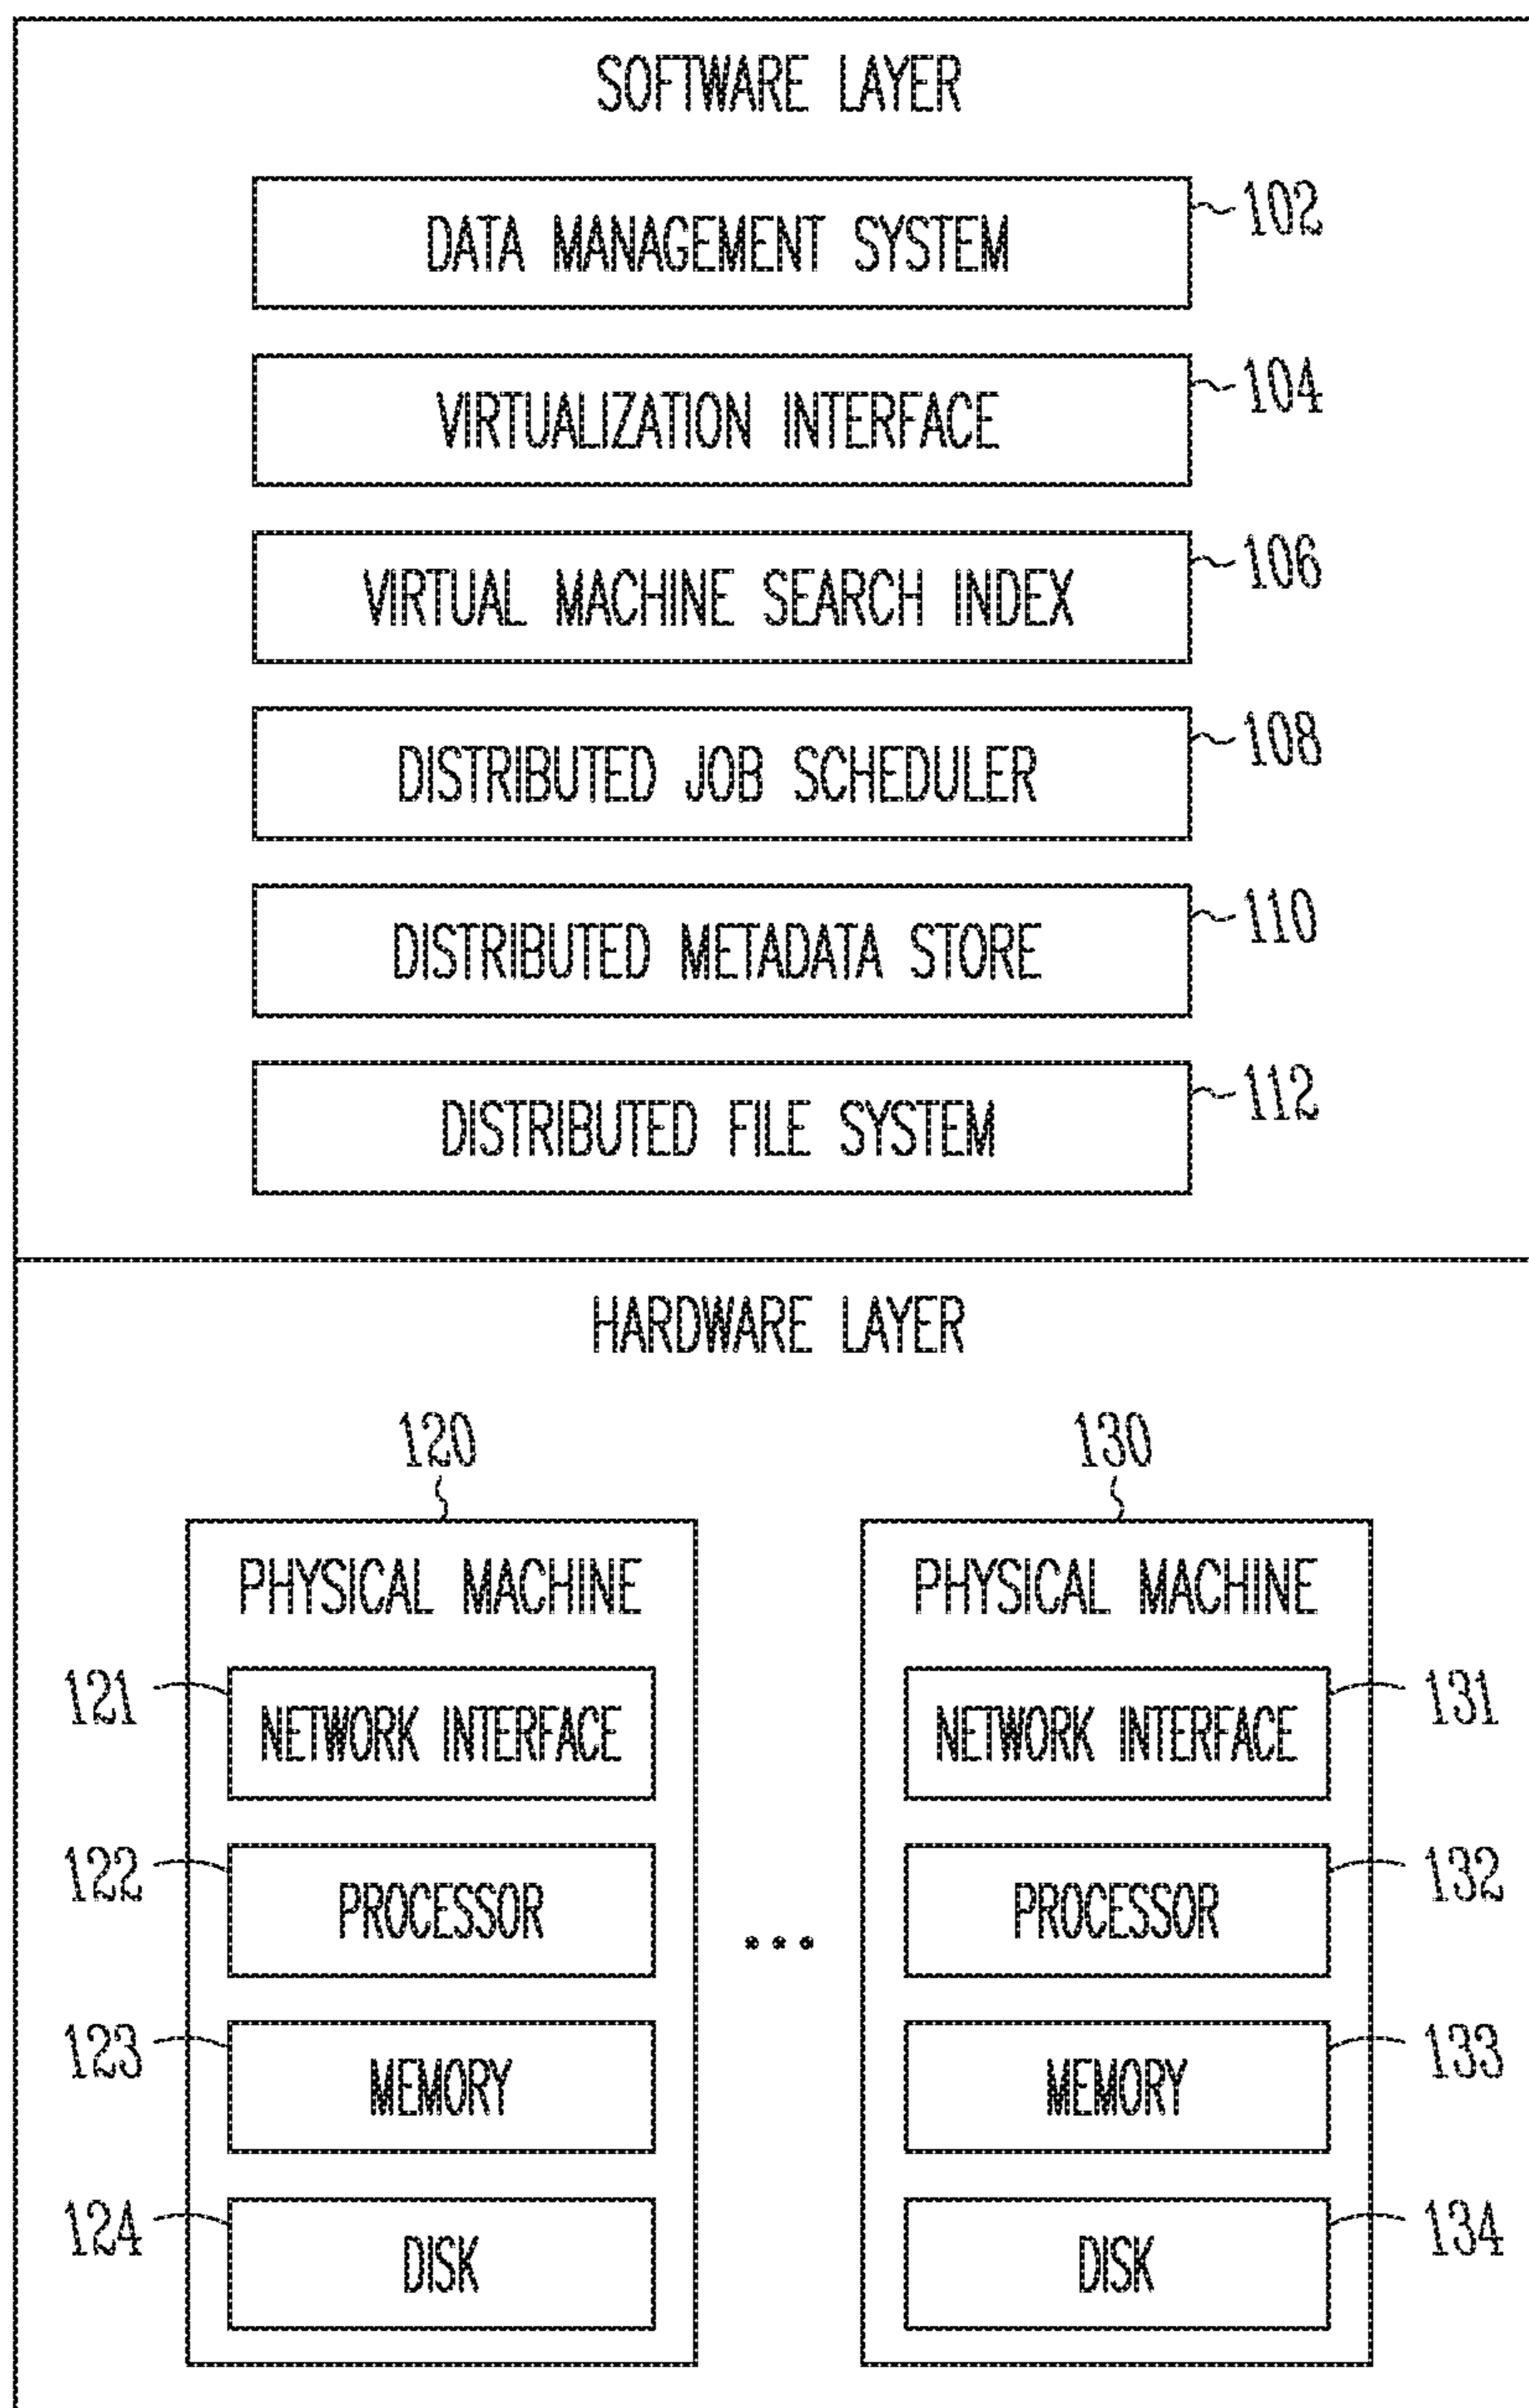 SOFTWARE LAYER
DATA MANAGEMENT SYSTEM 102
VIRTUALIZATION INTERFACE 104
VIRTUAL MACHINE SEARCH INDEX 106
DISTRIBUTED JOB SCHEDULER 108
DISTRIBUTED METADATA STORE 110
DISTRIBUTED FILE SYSTEM 112
HARDWARE LAYER
120
PHYSICAL MACHINE
121 NETWORK INTERFACE
122 PROCESSOR
123 MEMORY
124 DISK
...
130
PHYSICAL MACHINE
NETWORK INTERFACE 131
PROCESSOR 132
MEMORY 133
DISK 134